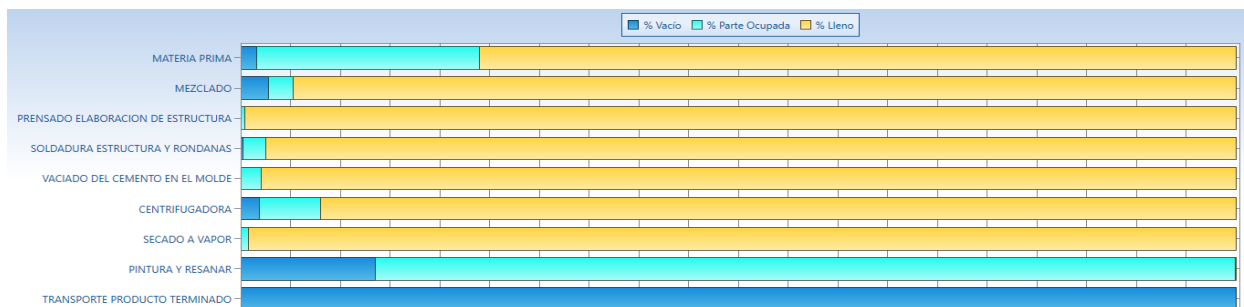 % Vacío % Parte Ocupada % Lleno
MATERIA PRIMA
MEZCLADO
PRENSADO ELABORACION DE ESTRUCTURA
SOLDADURA ESTRUCTURA Y RONDANAS
VACIADO DEL CEMENTO EN EL MOLDE
CENTRIFUGADORA
SECADO A VAPOR
PINTURA Y RESANAR
TRANSPORTE PRODUCTO TERMINADO